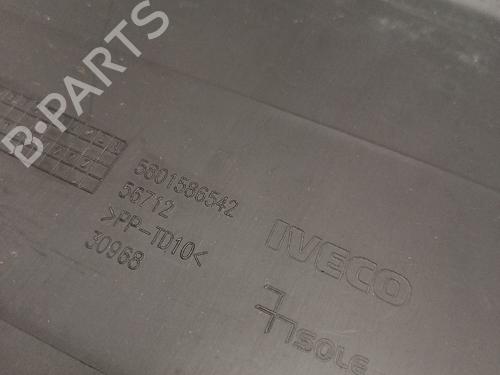 B-PARTS
5801586542
56712
>PP-TD10<
30968
IVECO
SOLE